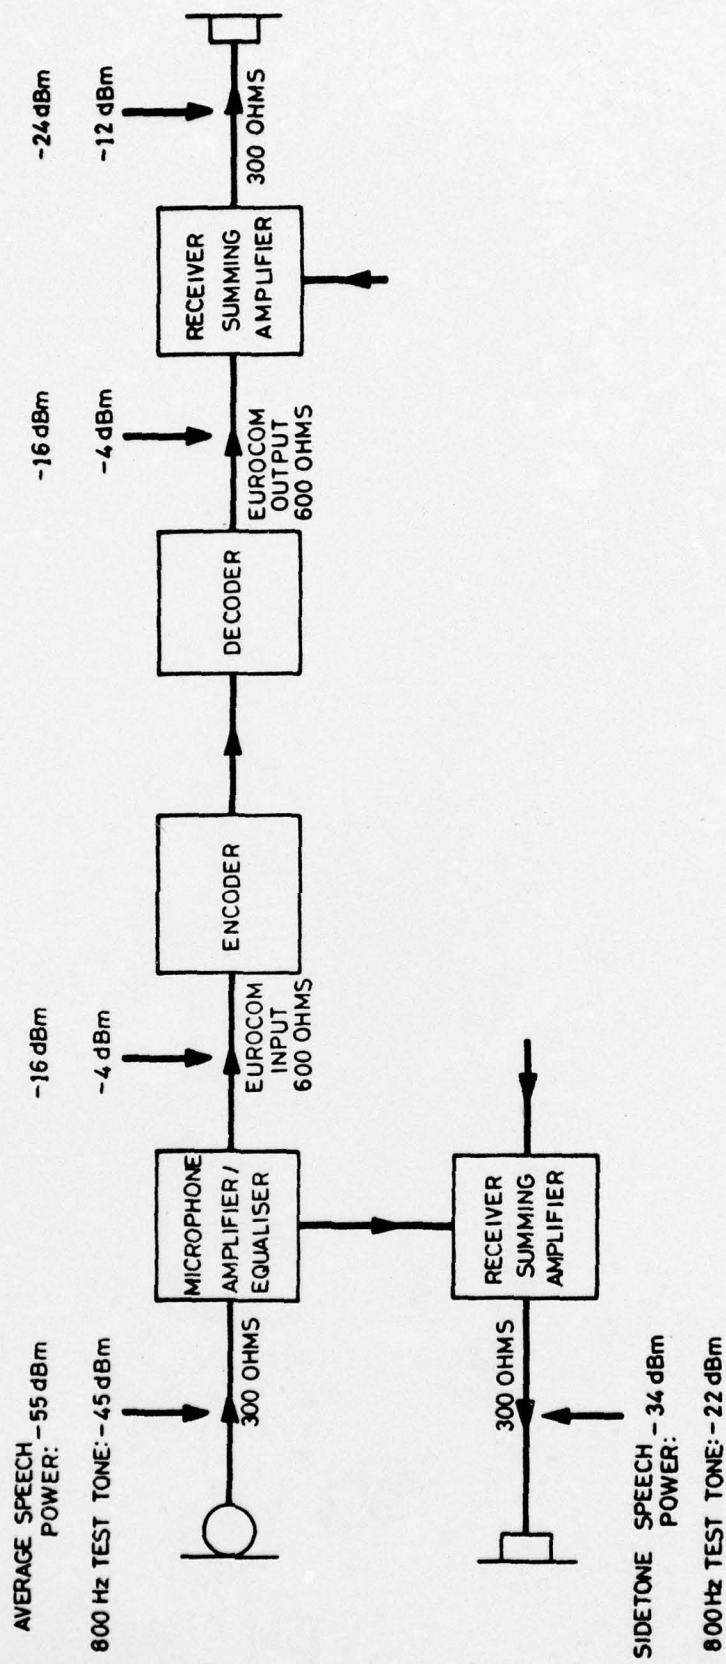 AVERAGE SPEECH
POWER: -55 dBm
-16 dBm
-16 dBm
-24 dBm
800 Hz TEST TONE: -45 dBm
-4 dBm
-4 dBm
-12 dBm
MICROPHONE
AMPLIFIER/
EQUALISER
ENCODER
DECODER
RECEIVER
SUMMING
AMPLIFIER
300 OHMS
EUROCOM
INPUT
600 OHMS
EUROCOM
OUTPUT
600 OHMS
300 OHMS
RECEIVER
SUMMING
AMPLIFIER
300 OHMS
SIDETONE SPEECH
POWER: -34 dBm
800 Hz TEST TONE: -22 dBm